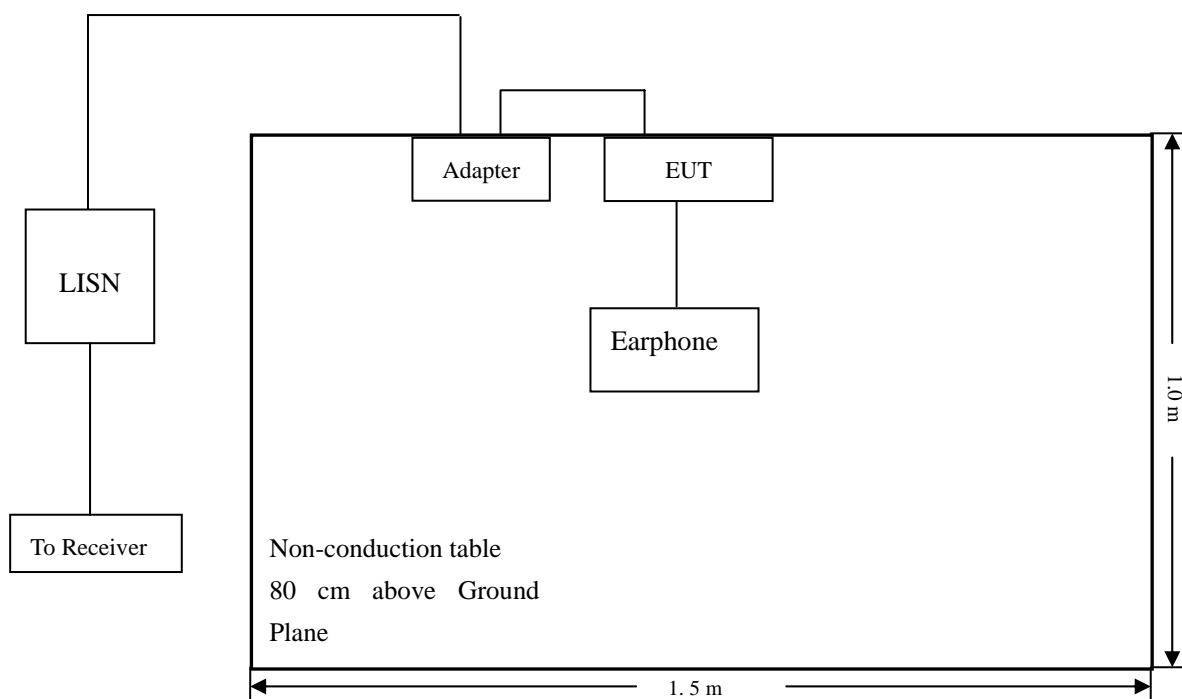 Adapter
EUT
LISN
Earphone
1.0 m
To Receiver
Non-conduction table
80 cm above Ground
Plane
1. 5 m